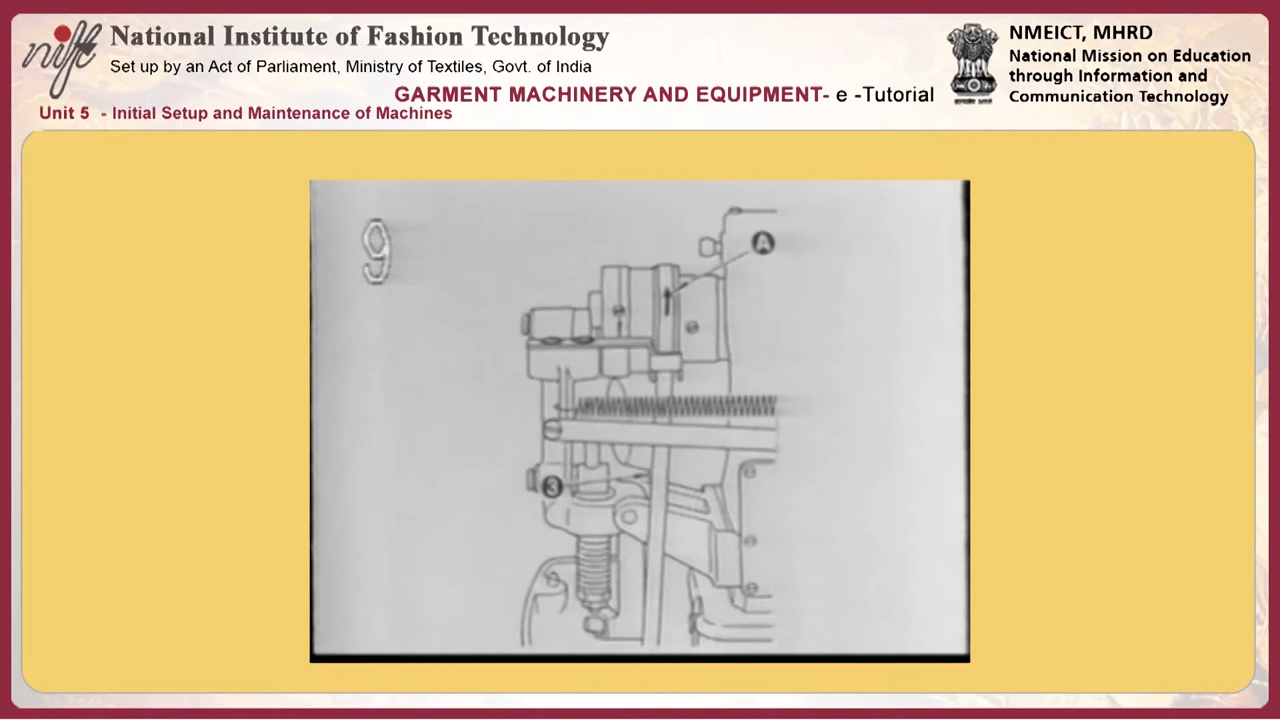 nift
National Institute of Fashion Technology
Set up by an Act of Parliament, Ministry of Textiles, Govt. of India
NMEICT, MHRD
National Mission on Education
through Information and
Communication Technology
GARMENT MACHINERY AND EQUIPMENT- e -Tutorial
Unit 5 - Initial Setup and Maintenance of Machines
9
A
3